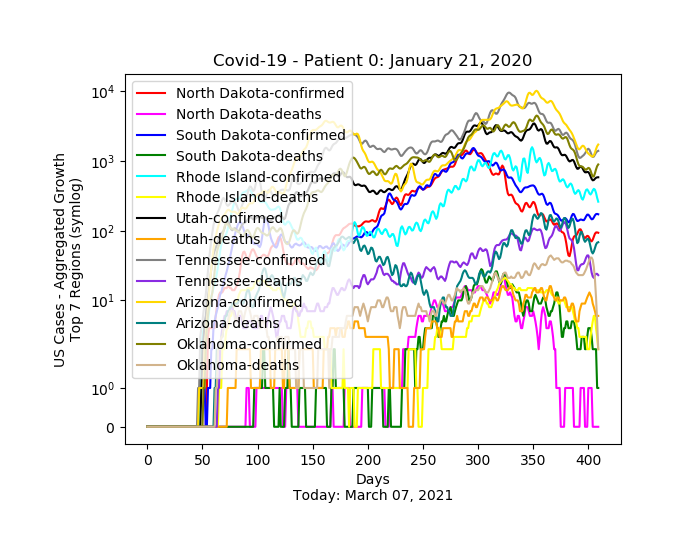 Covid-19 - Patient 0: January 21, 2020
US Cases - Aggregated Growth
Top 7 Regions (symlog)
10^4
10^3
10^2
10^1
10^0
0
North Dakota-confirmed
North Dakota-deaths
South Dakota-confirmed
South Dakota-deaths
Rhode Island-confirmed
Rhode Island-deaths
Utah-confirmed
Utah-deaths
Tennessee-confirmed
Tennessee-deaths
Arizona-confirmed
Arizona-deaths
Oklahoma-confirmed
Oklahoma-deaths
0 50 100 150 200 250 300 350 400
Days
Today: March 07, 2021